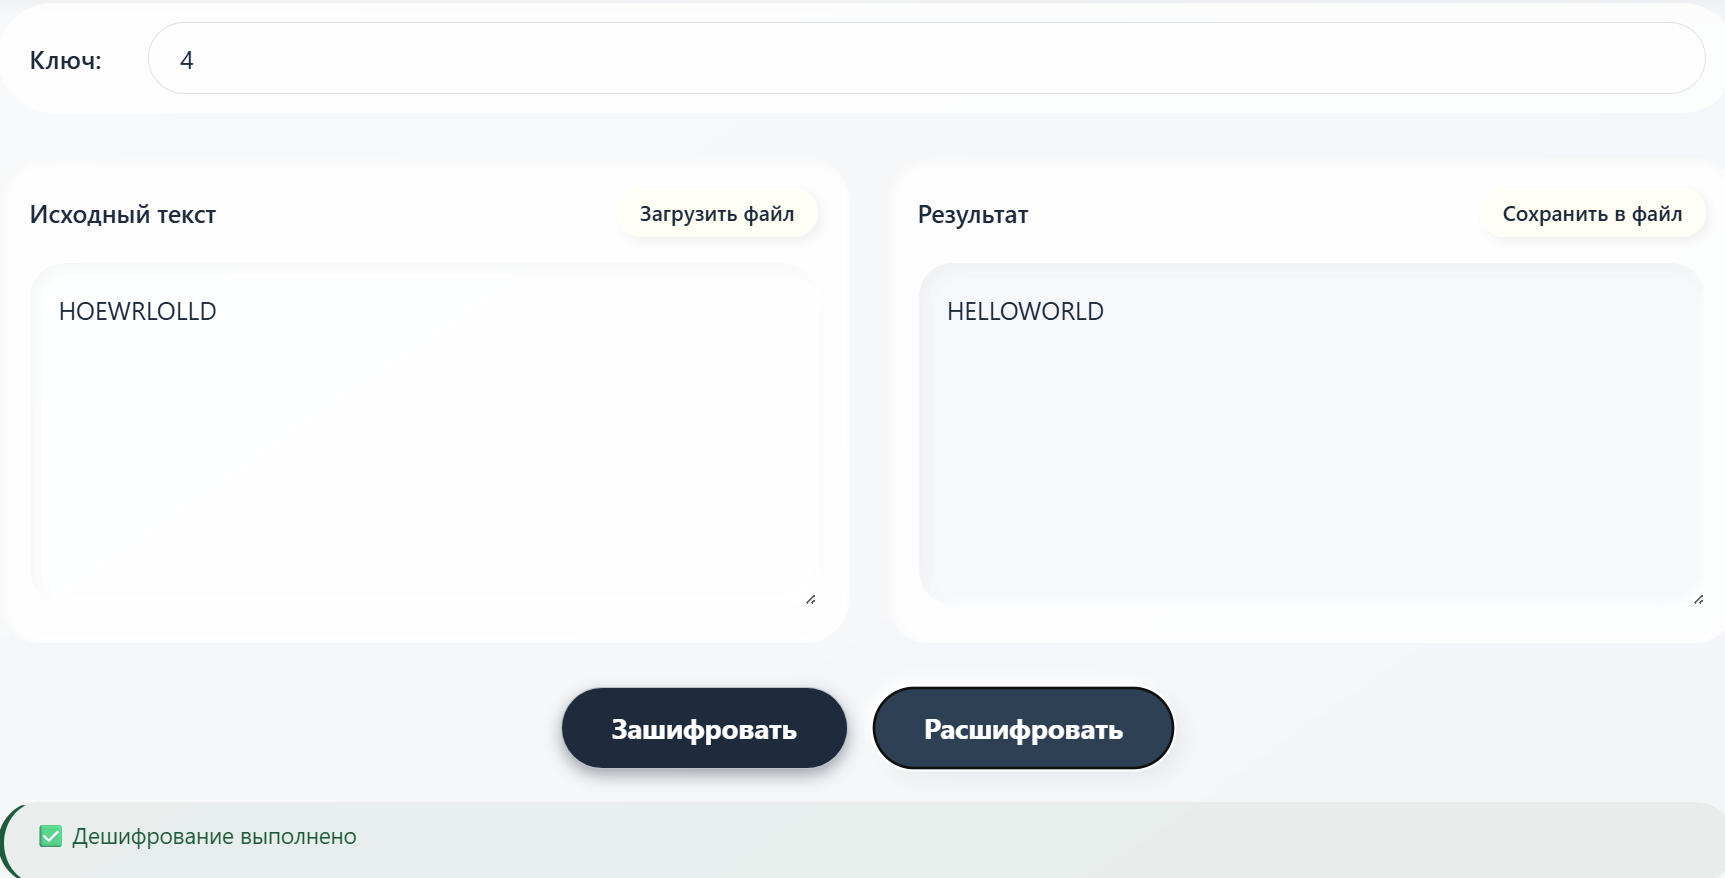 Ключ:
4
Исходный текст
Загрузить файл
HOEWRLOLLD
Результат
Сохранить в файл
HELLOWORLD
Зашифровать
Расшифровать
✅ Дешифрование выполнено